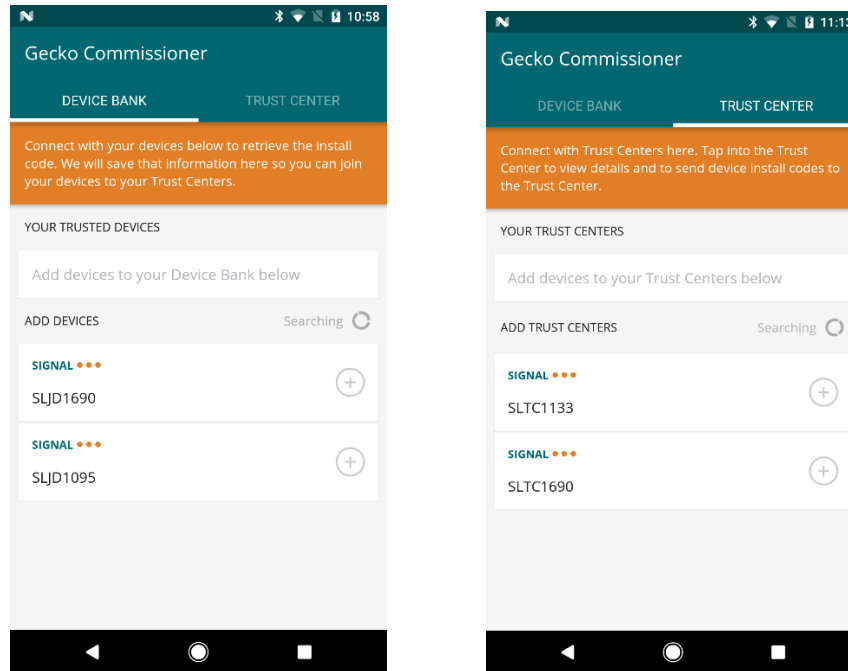 10:58
Gecko Commissioner
DEVICE BANK TRUST CENTER
Connect with your devices below to retrieve the install
code. We will save that information here so you can join
your devices to your Trust Centers.
YOUR TRUSTED DEVICES
Add devices to your Device Bank below
ADD DEVICES Searching
SIGNAL
SLJD1690
SIGNAL
SLJD1095
11:13
Gecko Commissioner
DEVICE BANK TRUST CENTER
Connect with Trust Centers here. Tap into the Trust
Center to view details and to send device install codes to
the Trust Center.
YOUR TRUST CENTERS
Add devices to your Trust Centers below
ADD TRUST CENTERS Searching
SIGNAL
SLTC1133
SIGNAL
SLTC1690